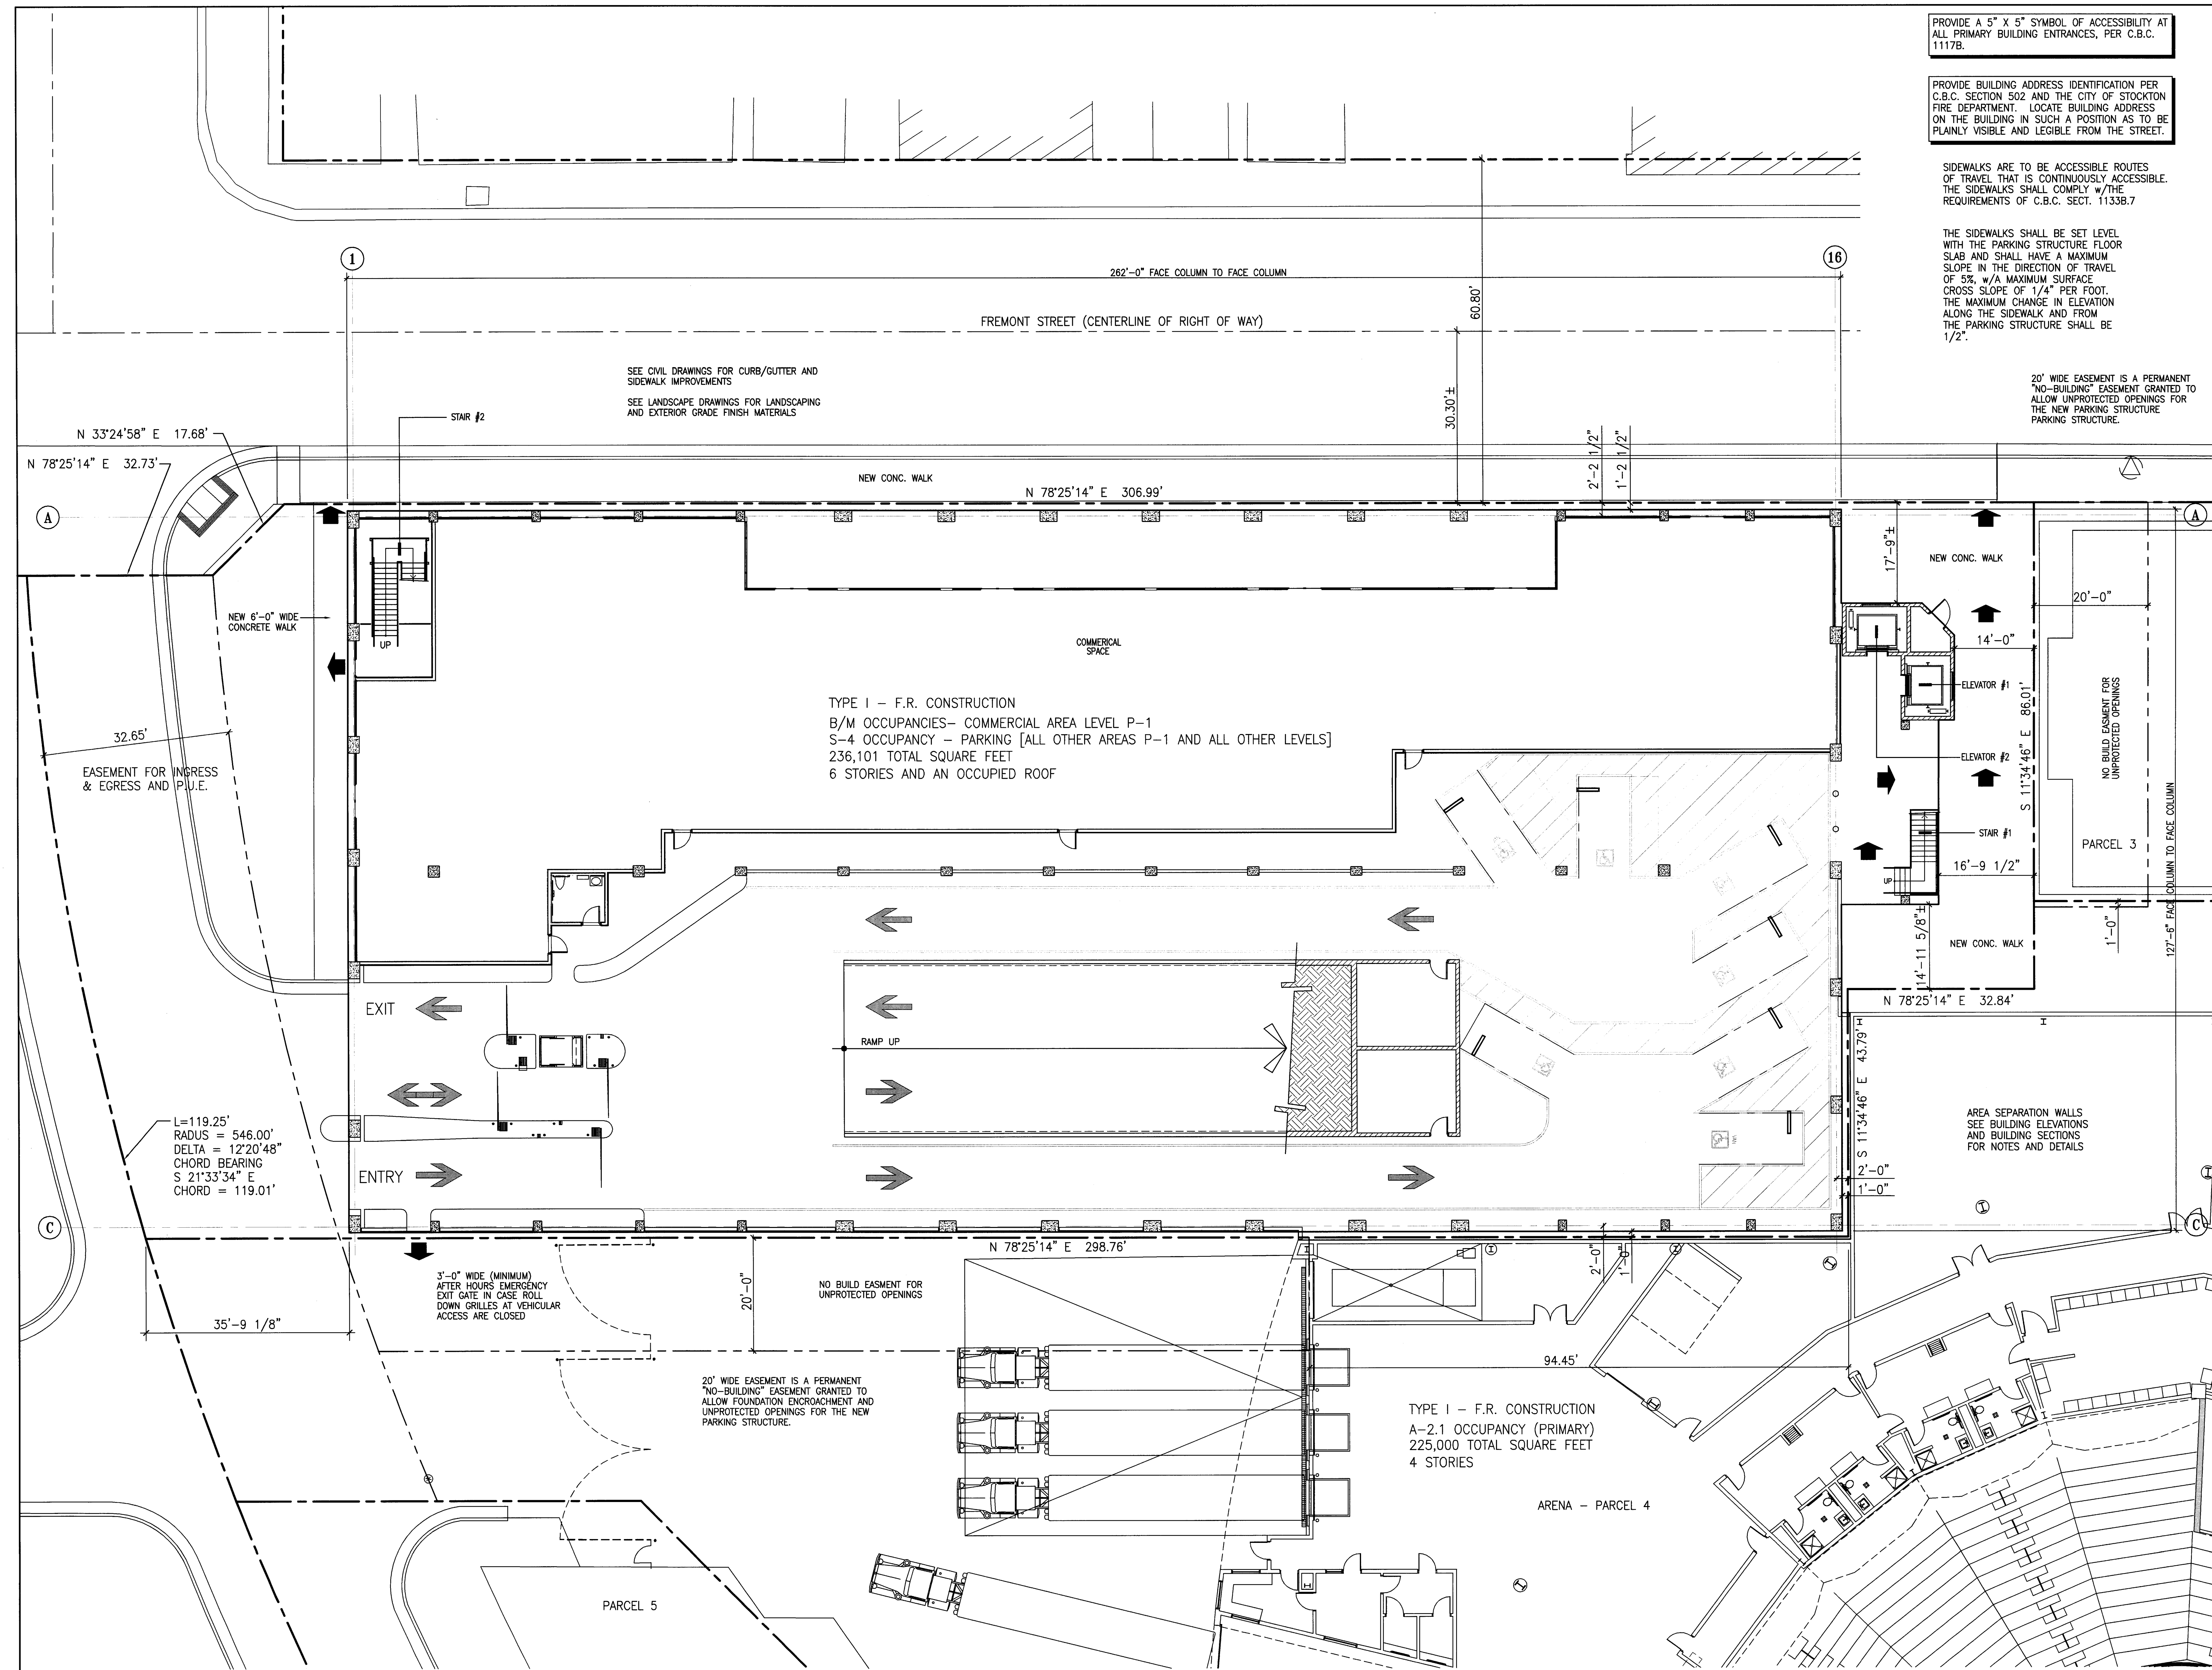 PROVIDE A 5" X 5" SYMBOL OF ACCESSIBILITY AT
ALL PRIMARY BUILDING ENTRANCES, PER C.B.C.
1117B.
PROVIDE BUILDING ADDRESS IDENTIFICATION PER
C.B.C. SECTION 502 AND THE CITY OF STOCKTON
FIRE DEPARTMENT. LOCATE BUILDING ADDRESS
ON THE BUILDING IN SUCH A POSITION AS TO BE
PLAINLY VISIBLE AND LEGIBLE FROM THE STREET.
SIDEWALKS ARE TO BE ACCESSIBLE ROUTES
OF TRAVEL THAT IS CONTINUOUSLY ACCESSIBLE.
THE SIDEWALKS SHALL COMPLY w/THE
REQUIREMENTS OF C.B.C. SECT. 1133B.7
THE SIDEWALKS SHALL BE SET LEVEL
WITH THE PARKING STRUCTURE FLOOR
SLAB AND SHALL HAVE A MAXIMUM
SLOPE IN THE DIRECTION OF TRAVEL
OF 5%, w/A MAXIMUM SURFACE
CROSS SLOPE OF 1/4" PER FOOT.
THE MAXIMUM CHANGE IN ELEVATION
ALONG THE SIDEWALK AND FROM
THE PARKING STRUCTURE SHALL BE
1/2".
20' WIDE EASEMENT IS A PERMANENT
"NO-BUILDING" EASEMENT GRANTED TO
ALLOW UNPROTECTED OPENINGS FOR
THE NEW PARKING STRUCTURE
PARKING STRUCTURE.
1
16
262'-0" FACE COLUMN TO FACE COLUMN
60.80'
FREMONT STREET (CENTERLINE OF RIGHT OF WAY)
30.30'±
SEE CIVIL DRAWINGS FOR CURB/GUTTER AND
SIDEWALK IMPROVEMENTS
SEE LANDSCAPE DRAWINGS FOR LANDSCAPING
AND EXTERIOR GRADE FINISH MATERIALS
STAIR #2
N 33°24'58" E 17.68'
N 78°25'14" E 32.73'
2'-2 1/2"
1'-2 1/2"
NEW CONC. WALK
N 78°25'14" E 306.99'
A
A
17'-9"±
NEW CONC. WALK
20'-0"
NEW 6'-0" WIDE
CONCRETE WALK
UP
COMMERICAL
SPACE
14'-0"
ELEVATOR #1
ELEVATOR #2
S 11°34'46" E 86.01'
NO BUILD EASMENT FOR
UNPROTECTED OPENINGS
TYPE I - F.R. CONSTRUCTION
B/M OCCUPANCIES- COMMERCIAL AREA LEVEL P-1
S-4 OCCUPANCY - PARKING [ALL OTHER AREAS P-1 AND ALL OTHER LEVELS]
236,101 TOTAL SQUARE FEET
6 STORIES AND AN OCCUPIED ROOF
32.65'
EASEMENT FOR INGRESS
& EGRESS AND P.U.E.
STAIR #1
PARCEL 3
16'-9 1/2"
UP
127'-6" FACE COLUMN TO FACE COLUMN
14'-11 5/8"±
1'-0"
NEW CONC. WALK
N 78°25'14" E 32.84'
EXIT
RAMP UP
S 11°34'46" E 43.79'
L=119.25'
RADUS = 546.00'
DELTA = 12°20'48"
CHORD BEARING
S 21°33'34" E
CHORD = 119.01'
ENTRY
AREA SEPARATION WALLS
SEE BUILDING ELEVATIONS
AND BUILDING SECTIONS
FOR NOTES AND DETAILS
2'-0"
1'-0"
C
C
N 78°25'14" E 298.76'
2'-0"
1'-0"
3'-0" WIDE (MINIMUM)
AFTER HOURS EMERGENCY
EXIT GATE IN CASE ROLL
DOWN GRILLES AT VEHICULAR
ACCESS ARE CLOSED
20'-0"
NO BUILD EASMENT FOR
UNPROTECTED OPENINGS
35'-9 1/8"
94.45'
20' WIDE EASEMENT IS A PERMANENT
"NO-BUILDING" EASEMENT GRANTED TO
ALLOW FOUNDATION ENCROACHMENT AND
UNPROTECTED OPENINGS FOR THE NEW
PARKING STRUCTURE.
TYPE I - F.R. CONSTRUCTION
A-2.1 OCCUPANCY (PRIMARY)
225,000 TOTAL SQUARE FEET
4 STORIES
ARENA - PARCEL 4
PARCEL 5